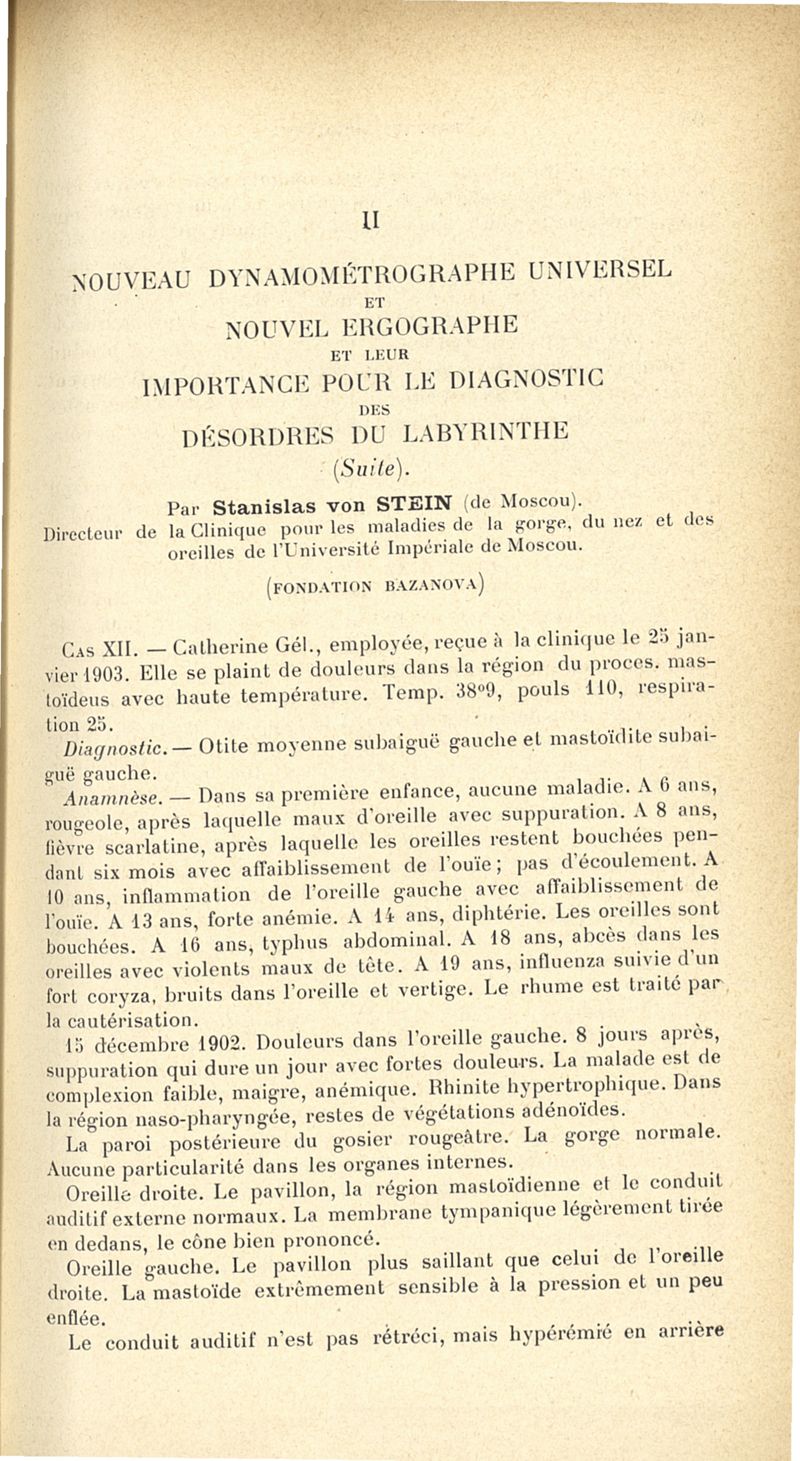 II
NOUVEAU DYNAMOMÉTROGRAPHE UNIVERSEL
ET
NOUVEL ERGOGRAPHE
ET LEUR
IMPORTANCE POUR LE DIAGNOSTIC
DES
DÉSORDRES DU LABYRINTHE
(Suite).
Par Stanislas von STEIN (de Moscou).
Directeur de la Clinique pour les maladies de la gorge, du nez et des
oreilles de l'Université Impériale de Moscou.
(FONDATION BAZANOVA)
CAS XII. — Catherine Gél., employée, reçue à la clinique le 25 jan-
vier 1903. Elle se plaint de douleurs dans la région du proces. mas-
toïdeus avec haute température. Temp. 38°9, pouls 110, respira-
tion 25.
Diagnostic. — Otite moyenne subaiguë gauche et mastoïdite subai-
guë gauche.
Anamnèse. — Dans sa première enfance, aucune maladie. A 6 ans,
rougeole, après laquelle maux d'oreille avec suppuration. A 8 ans,
fièvre scarlatine, après laquelle les oreilles restent bouchées pen-
dant six mois avec affaiblissement de l'ouïe; pas d'écoulement. A
10 ans, inflammation de l'oreille gauche avec affaiblissement de
l'ouïe. A 13 ans, forte anémie. A 14 ans, diphtérie. Les oreilles sont
bouchées. A 16 ans, typhus abdominal. A 18 ans, abcès dans les
oreilles avec violents maux de tête. A 19 ans, influenza suivie d'un
fort coryza, bruits dans l'oreille et vertige. Le rhume est traité par
la cautérisation.
15 décembre 1902. Douleurs dans l'oreille gauche. 8 jours après,
suppuration qui dure un jour avec fortes douleurs. La malade est de
complexion faible, maigre, anémique. Rhinite hypertrophique. Dans
la région naso-pharyngée, restes de végétations adénoïdes.
La paroi postérieure du gosier rougeâtre. La gorge normale.
Aucune particularité dans les organes internes.
Oreille droite. Le pavillon, la région mastoïdienne et le conduit
auditif externe normaux. La membrane tympanique légèrement tirée
en dedans, le cône bien prononcé.
Oreille gauche. Le pavillon plus saillant que celui de l'oreille
droite. La mastoïde extrêmement sensible à la pression et un peu
enflée.
Le conduit auditif n'est pas rétréci, mais hypérémié en arrière